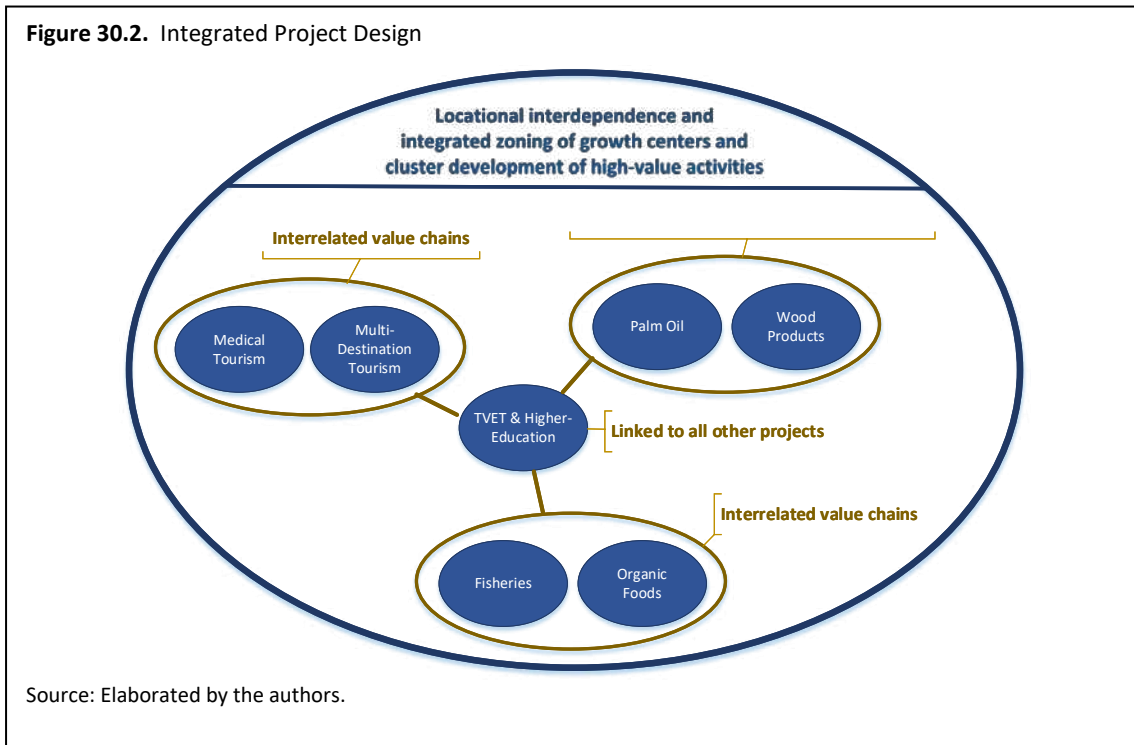 Figure 30.2. Integrated Project Design
Locational interdependence and
integrated zoning of growth centers and
cluster development of high-value activities
Interrelated value chains
Medical
Tourism
Multi-
Destination
Tourism
Palm Oil
Wood
Products
TVET & Higher-
Education
Linked to all other projects
Interrelated value chains
Fisheries
Organic
Foods
Source: Elaborated by the authors.